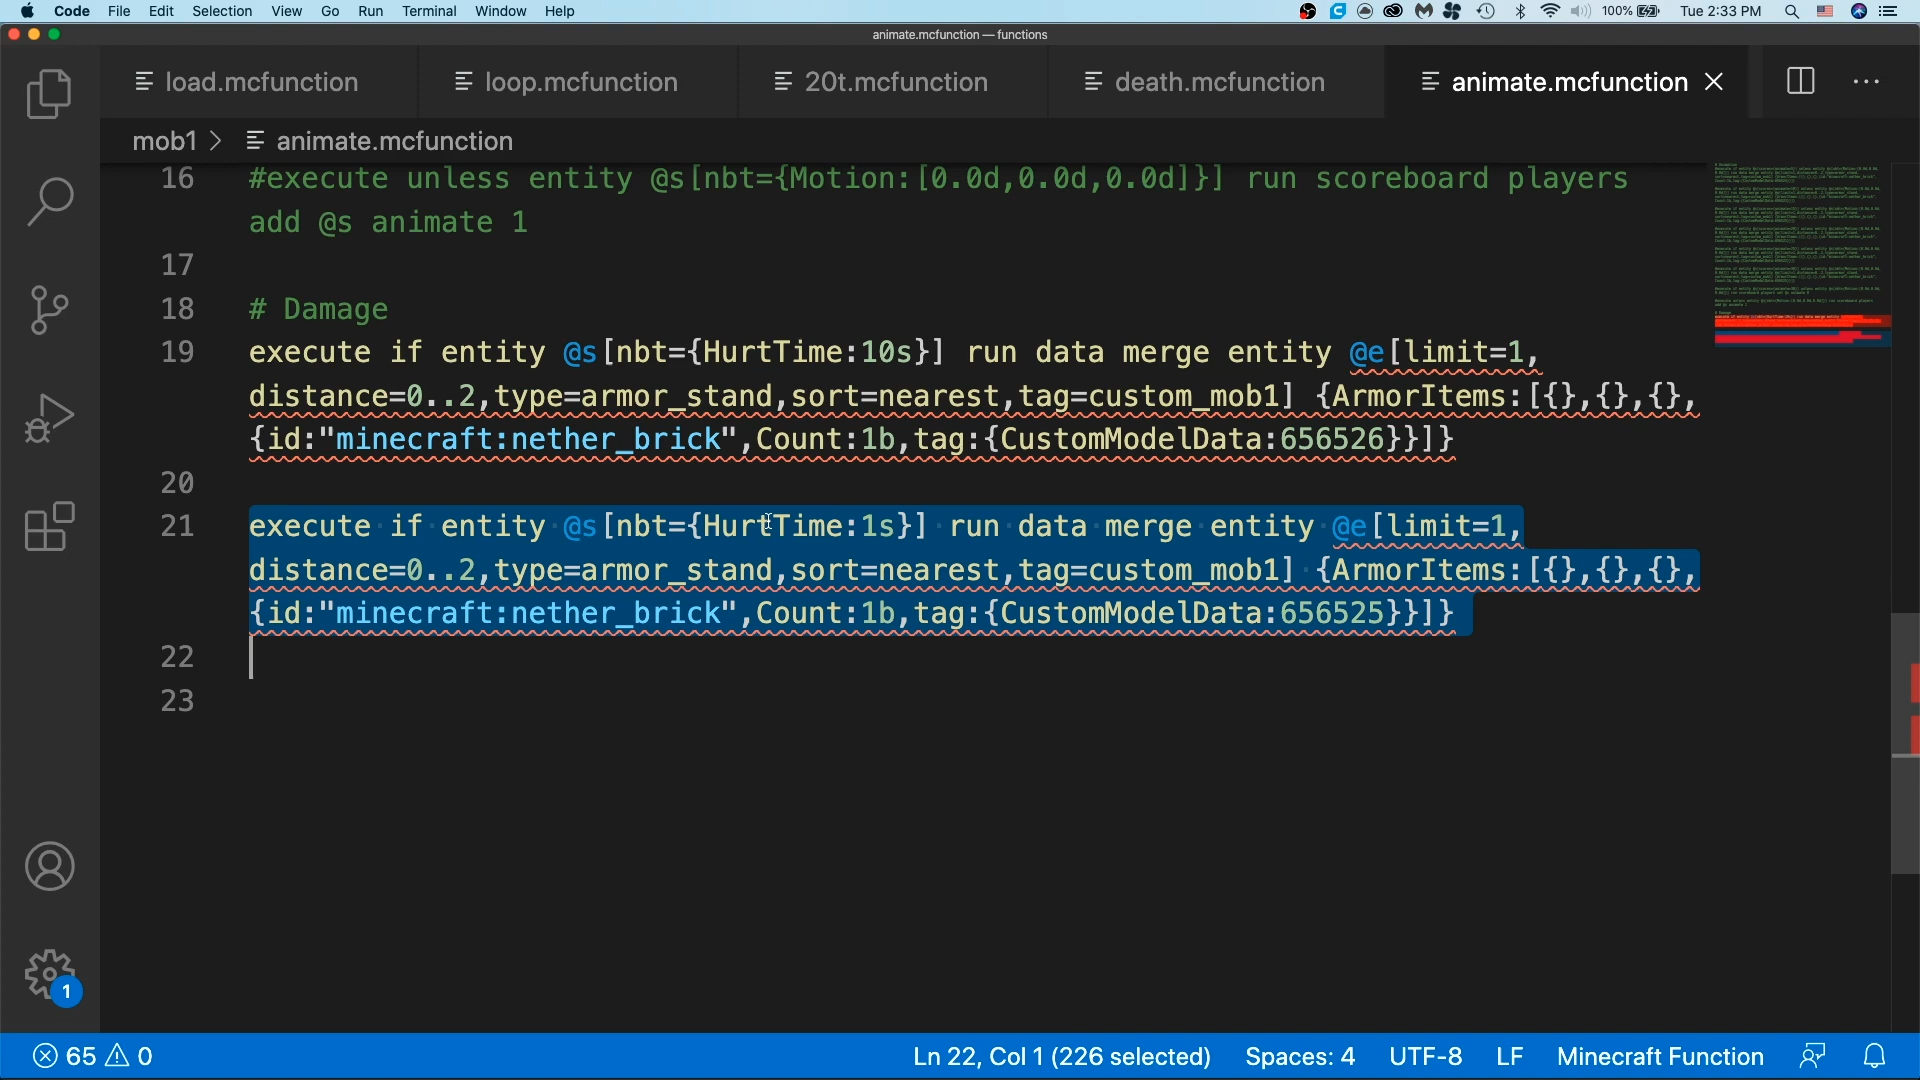 Code File Edit Selection View Go Run Terminal Window Help 100% Tue 2:33 PM
animate.mcfunction — functions
load.mcfunction loop.mcfunction 20t.mcfunction death.mcfunction animate.mcfunction
mob1 > animate.mcfunction
16 #execute unless entity @s[nbt={Motion:[0.0d,0.0d,0.0d]}] run scoreboard players
add @s animate 1
17
18 # Damage
19 execute if entity @s[nbt={HurtTime:10s}] run data merge entity @e[limit=1,
distance=0..2,type=armor_stand,sort=nearest,tag=custom_mob1] {ArmorItems:[{},{},{},
{id:"minecraft:nether_brick",Count:1b,tag:{CustomModelData:656526}}]}
20
21 execute if entity @s[nbt={HurtTime:1s}] run data merge entity @e[limit=1,
distance=0..2,type=armor_stand,sort=nearest,tag=custom_mob1] {ArmorItems:[{},{},{},
{id:"minecraft:nether_brick",Count:1b,tag:{CustomModelData:656525}}]}
22
23
1
65 0 Ln 22, Col 1 (226 selected) Spaces: 4 UTF-8 LF Minecraft Function